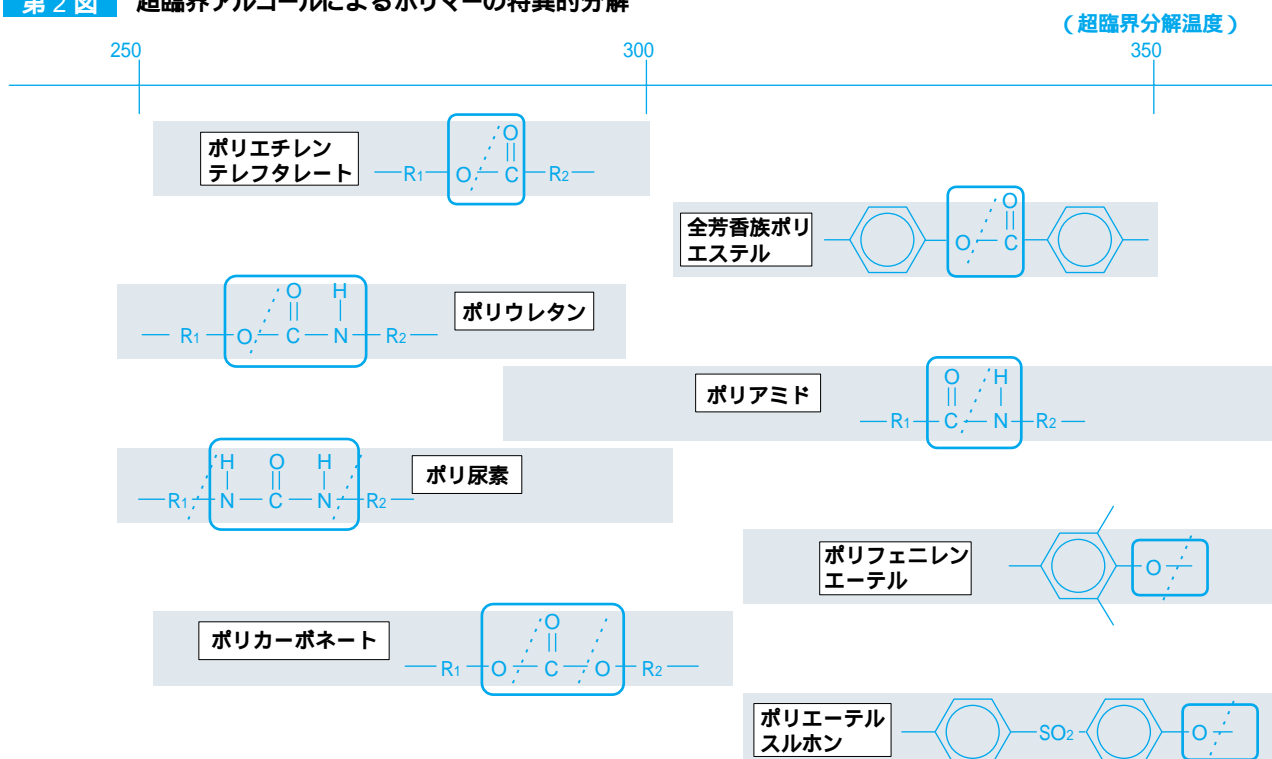 第2図 超臨界アルコールによるポリマーの特異的分解
(超臨界分解温度)
250 300 350
ポリエチレン
テレフタレート
O
R1 O C R2
全芳香族ポリ
エステル
O
O C
ポリウレタン
O H
R1 O C N R2
ポリアミド
O H
R1 C N R2
ポリ尿素
H O H
R1 N C N R2
ポリフェニレン
エーテル
O
ポリカーボネート
O
R1 O C O R2
ポリエーテル
スルホン
SO2 O